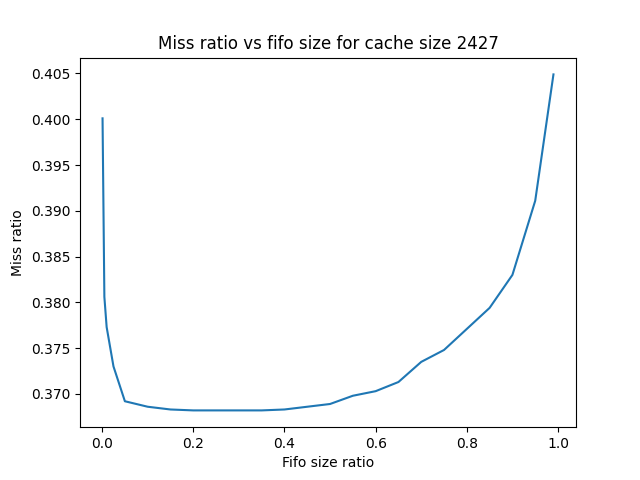 Miss ratio vs fifo size for cache size 2427
0.405
0.400
0.395
0.390
0.385
0.380
0.375
0.370
Miss ratio
0.0 0.2 0.4 0.6 0.8 1.0
Fifo size ratio